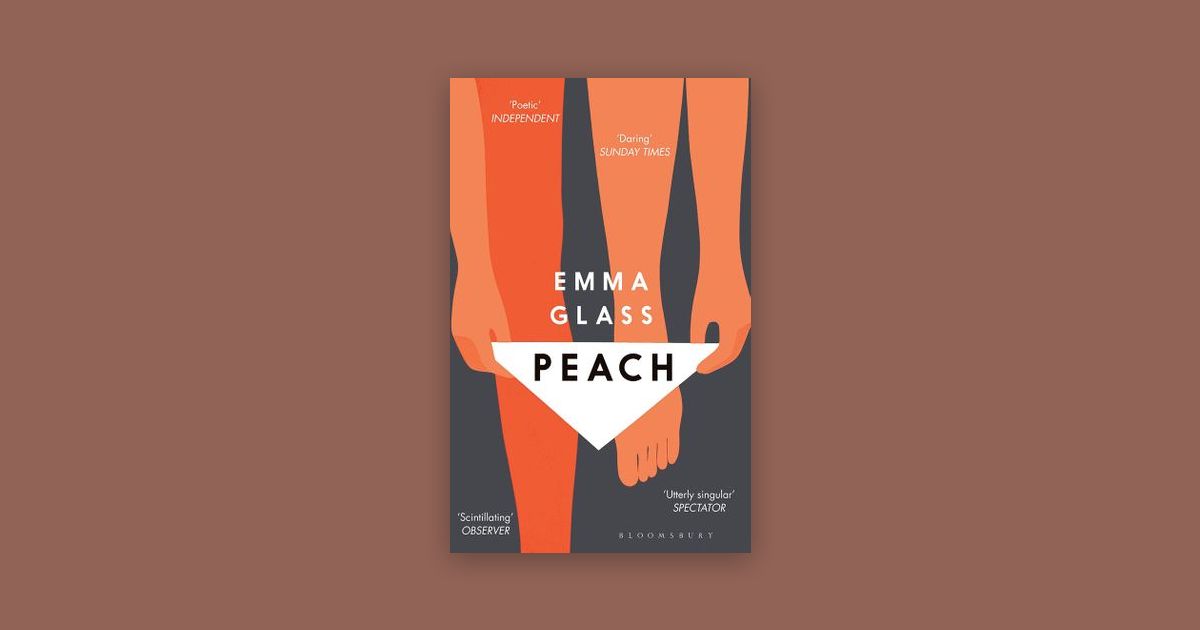 ‘Poetic’
INDEPENDENT
‘Daring’
SUNDAY TIMES
EMMA
GLASS
PEACH
‘Utterly singular’
SPECTATOR
‘Scintillating’
OBSERVER
BLOOMSBURY